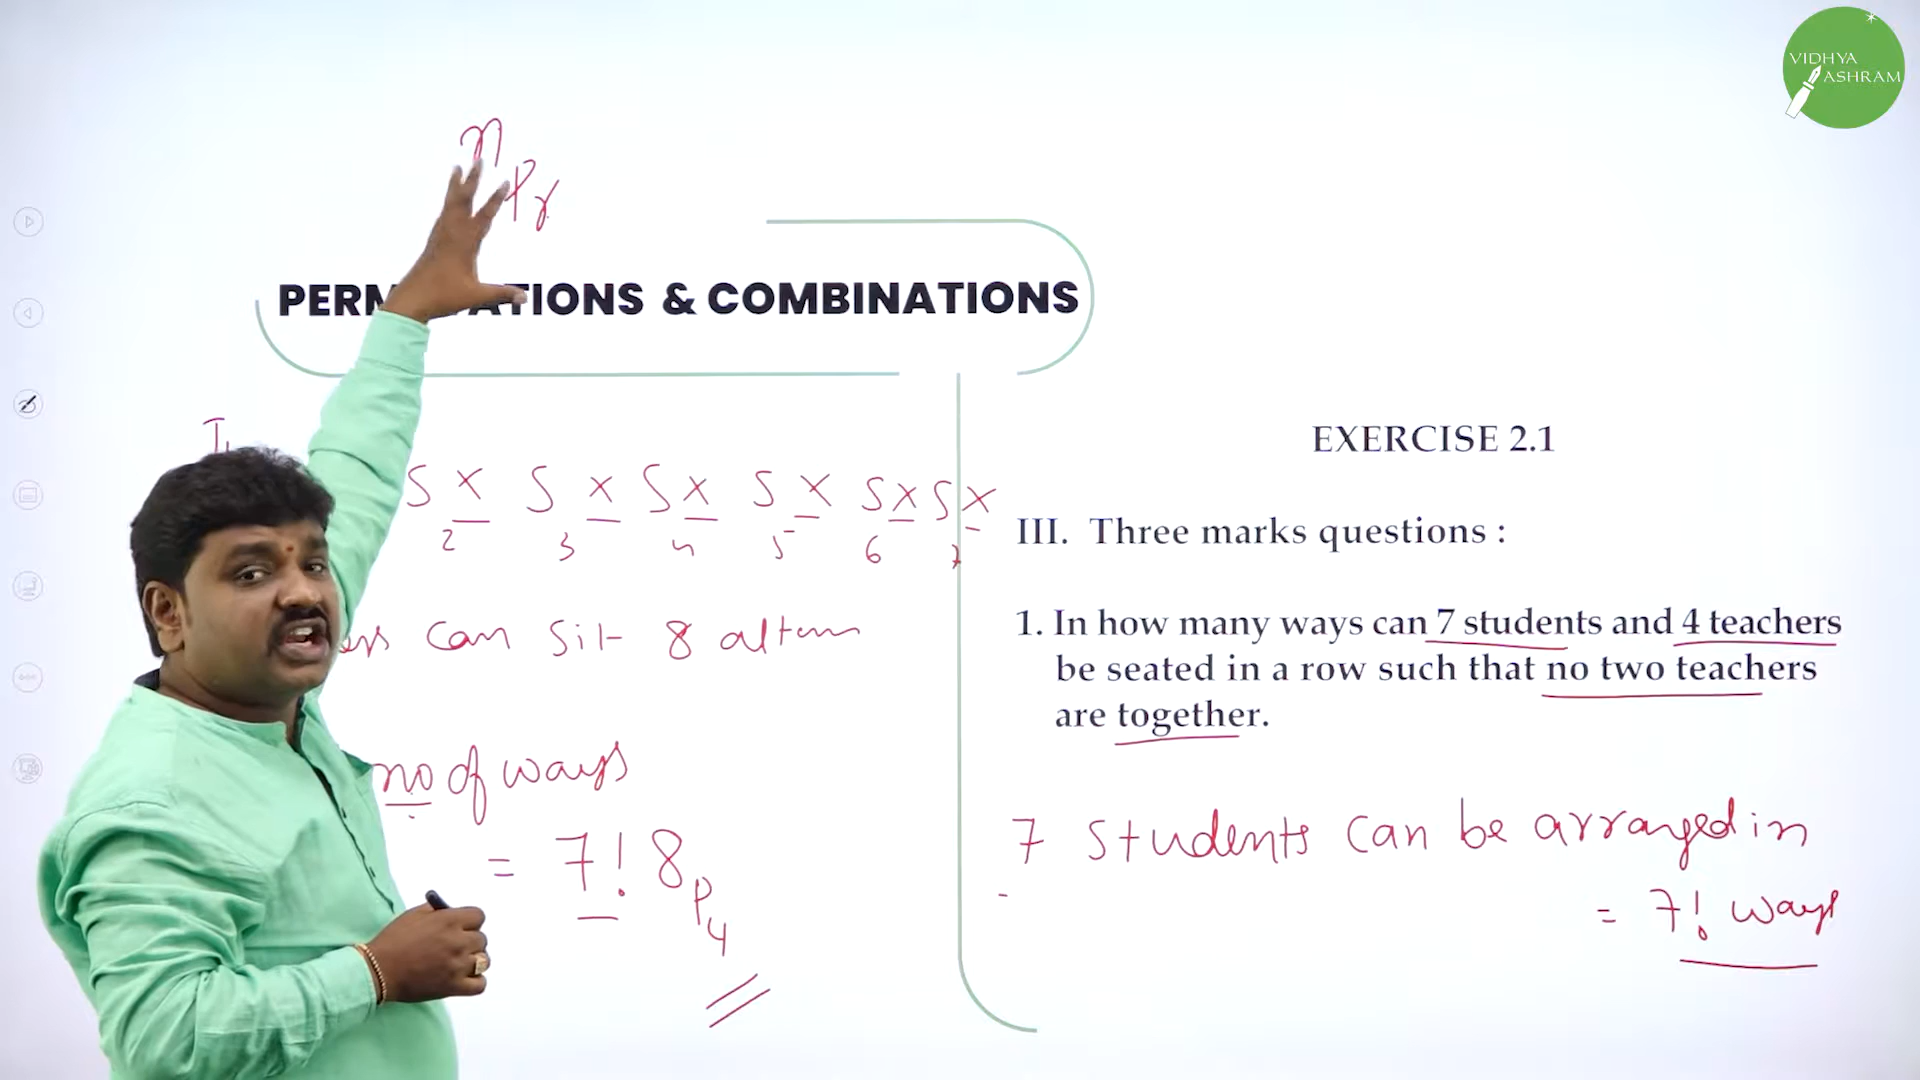 VIDHYA
ASHRAM
n
Pr
& COMBINATIONS
S X S X S X S X S X S X
2 3 4 5 6 7
can sit 8 altern
no of ways
= 7! 8
P
4
EXERCISE 2.1
III. Three marks questions :
1. In how many ways can 7 students and 4 teachers
be seated in a row such that no two teachers
are together.
7 students can be arranged in
= 7! ways